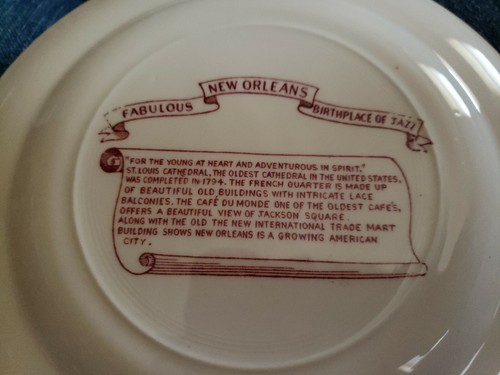 FABULOUS NEW ORLEANS BIRTHPLACE OF JAZZ
"FOR THE YOUNG AT HEART AND ADVENTUROUS IN SPIRIT,"
ST. LOUIS CATHEDRAL, THE OLDEST CATHEDRAL IN THE UNITED STATES,
WAS COMPLETED IN 1794. THE FRENCH QUARTER IS MADE UP
OF BEAUTIFUL OLD BUILDINGS WITH INTRICATE LACE
BALCONIES. THE CAFÉ DU MONDE ONE OF THE OLDEST CAFE'S,
OFFERS A BEAUTIFUL VIEW OF JACKSON SQUARE.
ALONG WITH THE OLD THE NEW INTERNATIONAL TRADE MART
BUILDING SHOWS NEW ORLEANS IS A GROWING AMERICAN
CITY.